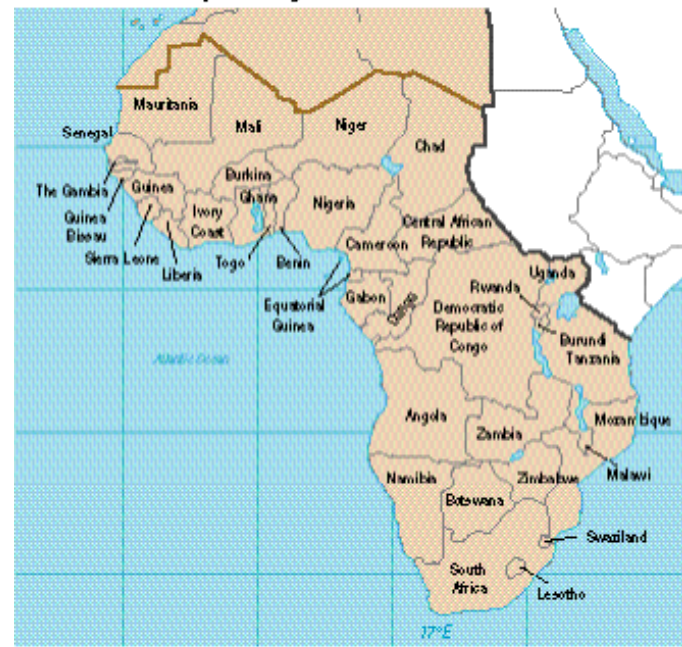 Mauritania
Mali
Niger
Chad
Senegal
The Gambia
Guinea
Bissau
Guinea
Sierra Leone
Liberia
Ivory
Coast
Burkina
Ghana
Togo
Benin
Nigeria
Cameroon
Central African
Republic
Equatorial
Guinea
Gabon
Congo
Democratic
Republic of
Congo
Uganda
Rwanda
Burundi
Tanzania
Atlantic Ocean
Angola
Zambia
Mozambique
Malawi
Namibia
Botswana
Zimbabwe
Swaziland
South
Africa
Lesotho
17°E